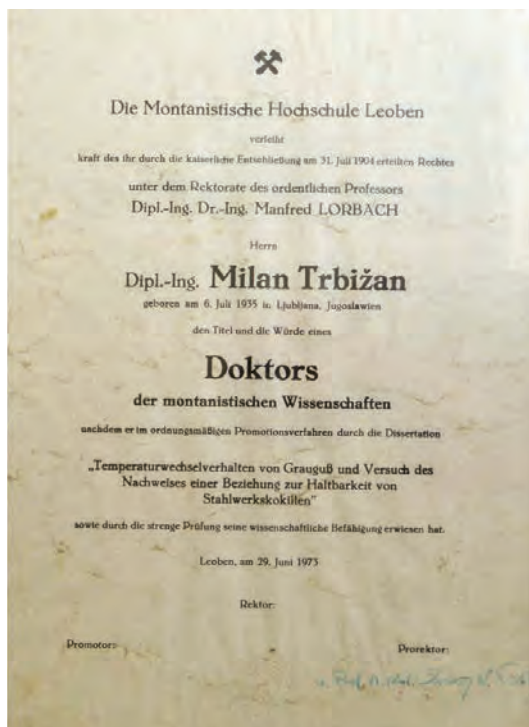 Die Montanistische Hochschule Leoben
verleiht
kraft des ihr durch die kaiserliche Entschließung am 31. Juli 1904 erteilten Rechtes
unter dem Rektorate des ordentlichen Professors
Dipl.-Ing. Dr.-Ing. Manfred LORBACH
Herrn
Dipl.-Ing. Milan Trbižan
geboren am 6. Juli 1935 in Ljubljana, Jugoslawien
den Titel und die Würde eines
Doktors
der montanistischen Wissenschaften
nachdem er im ordnungsmäßigen Promotionsverfahren durch die Dissertation
„Temperaturwechselverhalten von Grauguß und Versuch des
Nachweises einer Beziehung zur Haltbarkeit von
Stahlwerkskokillen"
sowie durch die strenge Prüfung seine wissenschaftliche Befähigung erwiesen hat.
Leoben, am 29. Juni 1973
Rektor:
Promotor:
Prorektor: